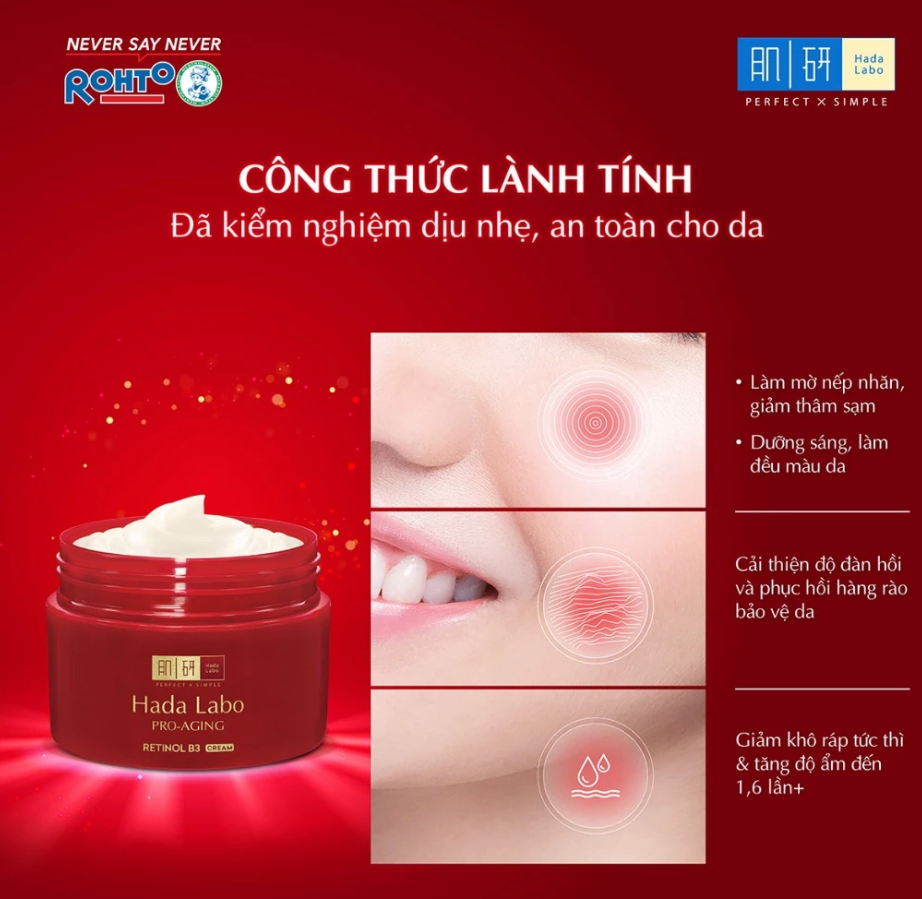 NEVER SAY NEVER
ROHTO
肌研 Hada
Labo
PERFECT X SIMPLE
CÔNG THỨC LÀNH TÍNH
Đã kiểm nghiệm dịu nhẹ, an toàn cho da
• Làm mờ nếp nhăn,
giảm thâm sạm
• Dưỡng sáng, làm
đều màu da
Cải thiện độ đàn hồi
và phục hồi hàng rào
bảo vệ da
Giảm khô ráp tức thì
& tăng độ ẩm đến
1,6 lần+
肌研 Hada
Labo
PERFECT X SIMPLE
Hada Labo
PRO-AGING
RETINOL B3 CREAM